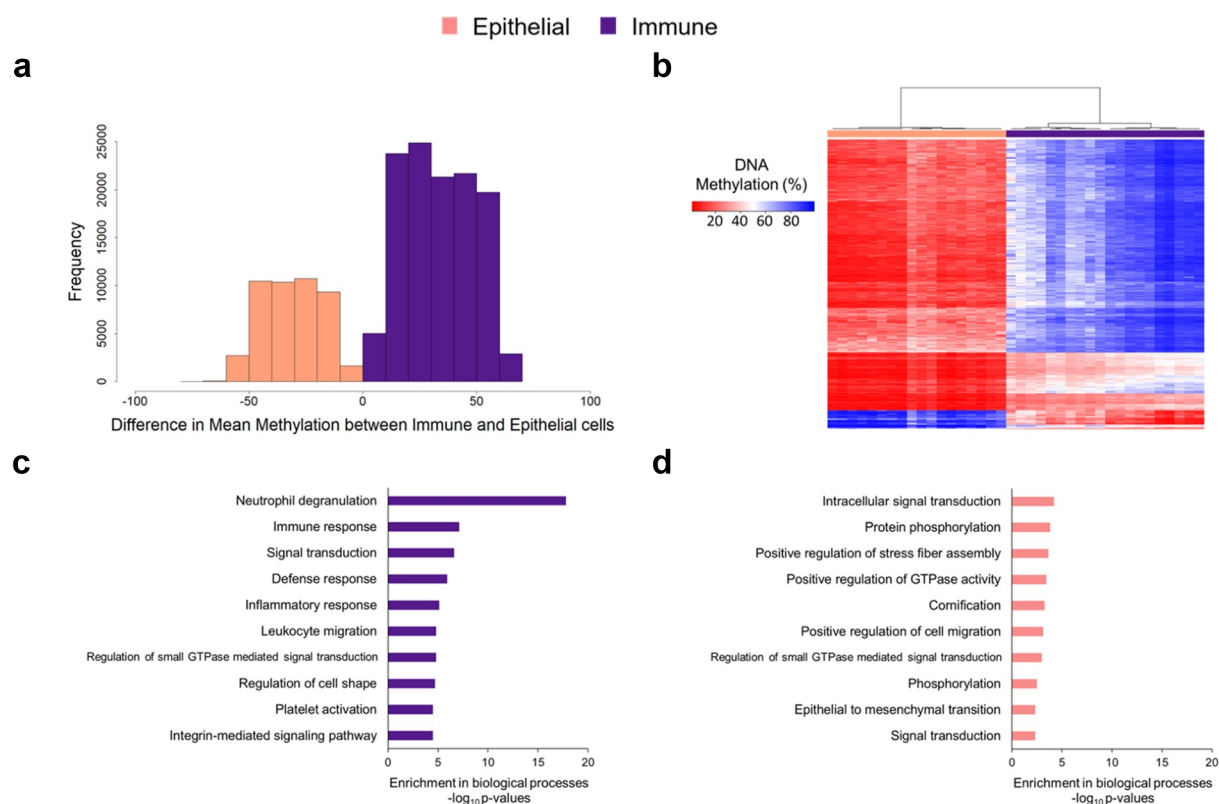 Epithelial Immune
a
Frequency
0 5000 10000 15000 20000 25000
-100 -50 0 50 100
Difference in Mean Methylation between Immune and Epithelial cells
b
DNA
Methylation (%)
20 40 60 80
c
Neutrophil degranulation
Immune response
Signal transduction
Defense response
Inflammatory response
Leukocyte migration
Regulation of small GTPase mediated signal transduction
Regulation of cell shape
Platelet activation
Integrin-mediated signaling pathway
0 5 10 15 20
Enrichment in biological processes
-log₁₀p-values
d
Intracellular signal transduction
Protein phosphorylation
Positive regulation of stress fiber assembly
Positive regulation of GTPase activity
Cornification
Positive regulation of cell migration
Regulation of small GTPase mediated signal transduction
Phosphorylation
Epithelial to mesenchymal transition
Signal transduction
0 5 10 15 20
Enrichment in biological processes
-log₁₀p-values